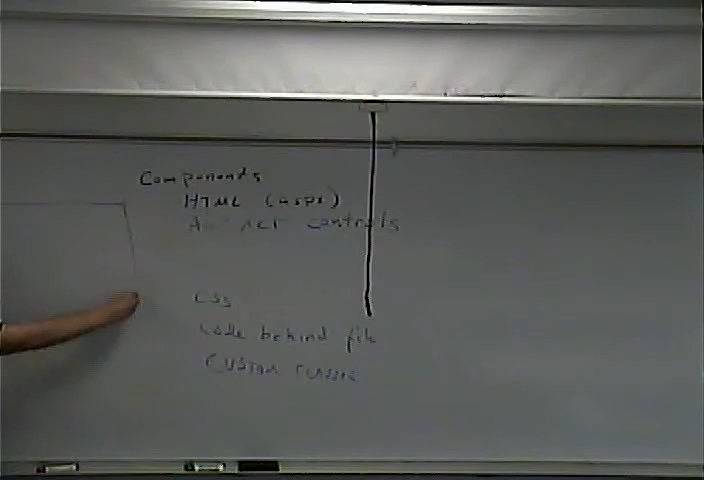 Components
HTML (ASPX)
ASP.NET controls
CSS
Code behind file
CUSTOM CLASSES